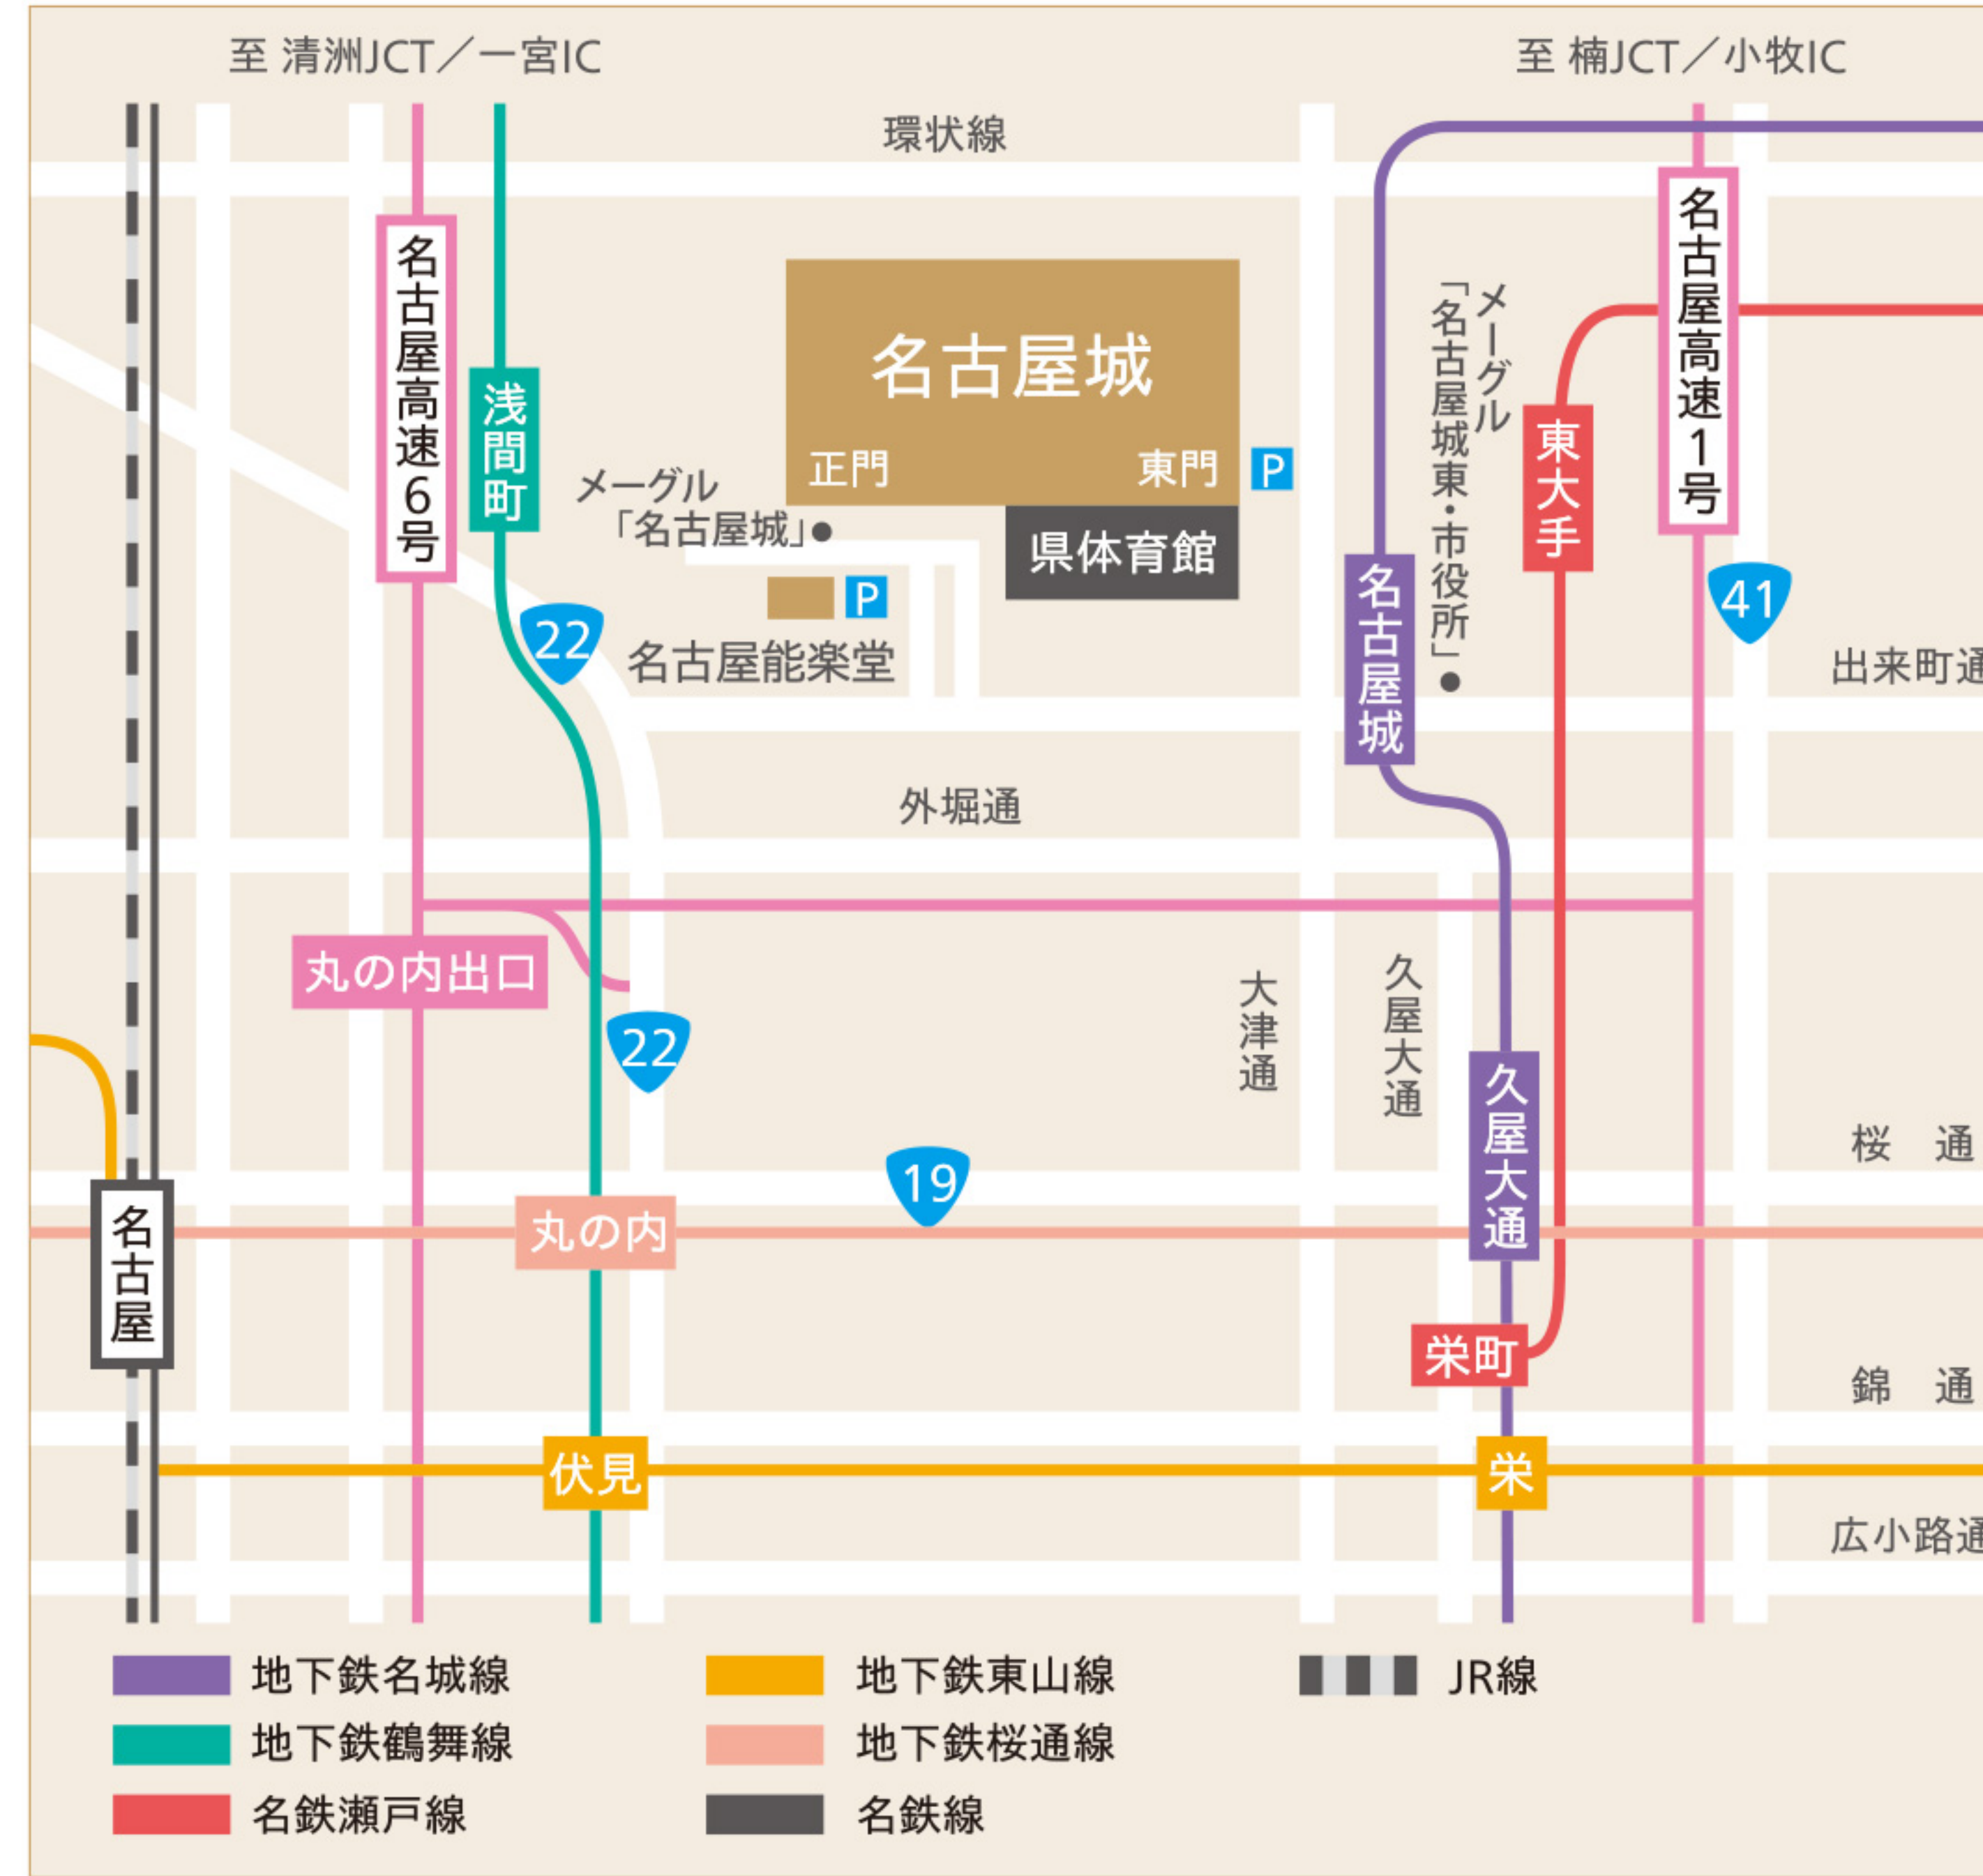 至 清洲JCT／一宮IC
至 楠JCT／小牧IC
環状線
名古屋高速6号
浅間町
名古屋城
正門
東門
P
県体育館
メーグル
「名古屋城」
P
名古屋能楽堂
22
メーグル
「名古屋城東・市役所」
名古屋城
東大手
名古屋高速1号
41
出来町通
外堀通
丸の内出口
22
大津通
久屋大通
久屋大通
19
桜 通
名古屋
丸の内
栄町
錦 通
伏見
栄
広小路通
地下鉄名城線
地下鉄東山線
JR線
地下鉄鶴舞線
地下鉄桜通線
名鉄瀬戸線
名鉄線